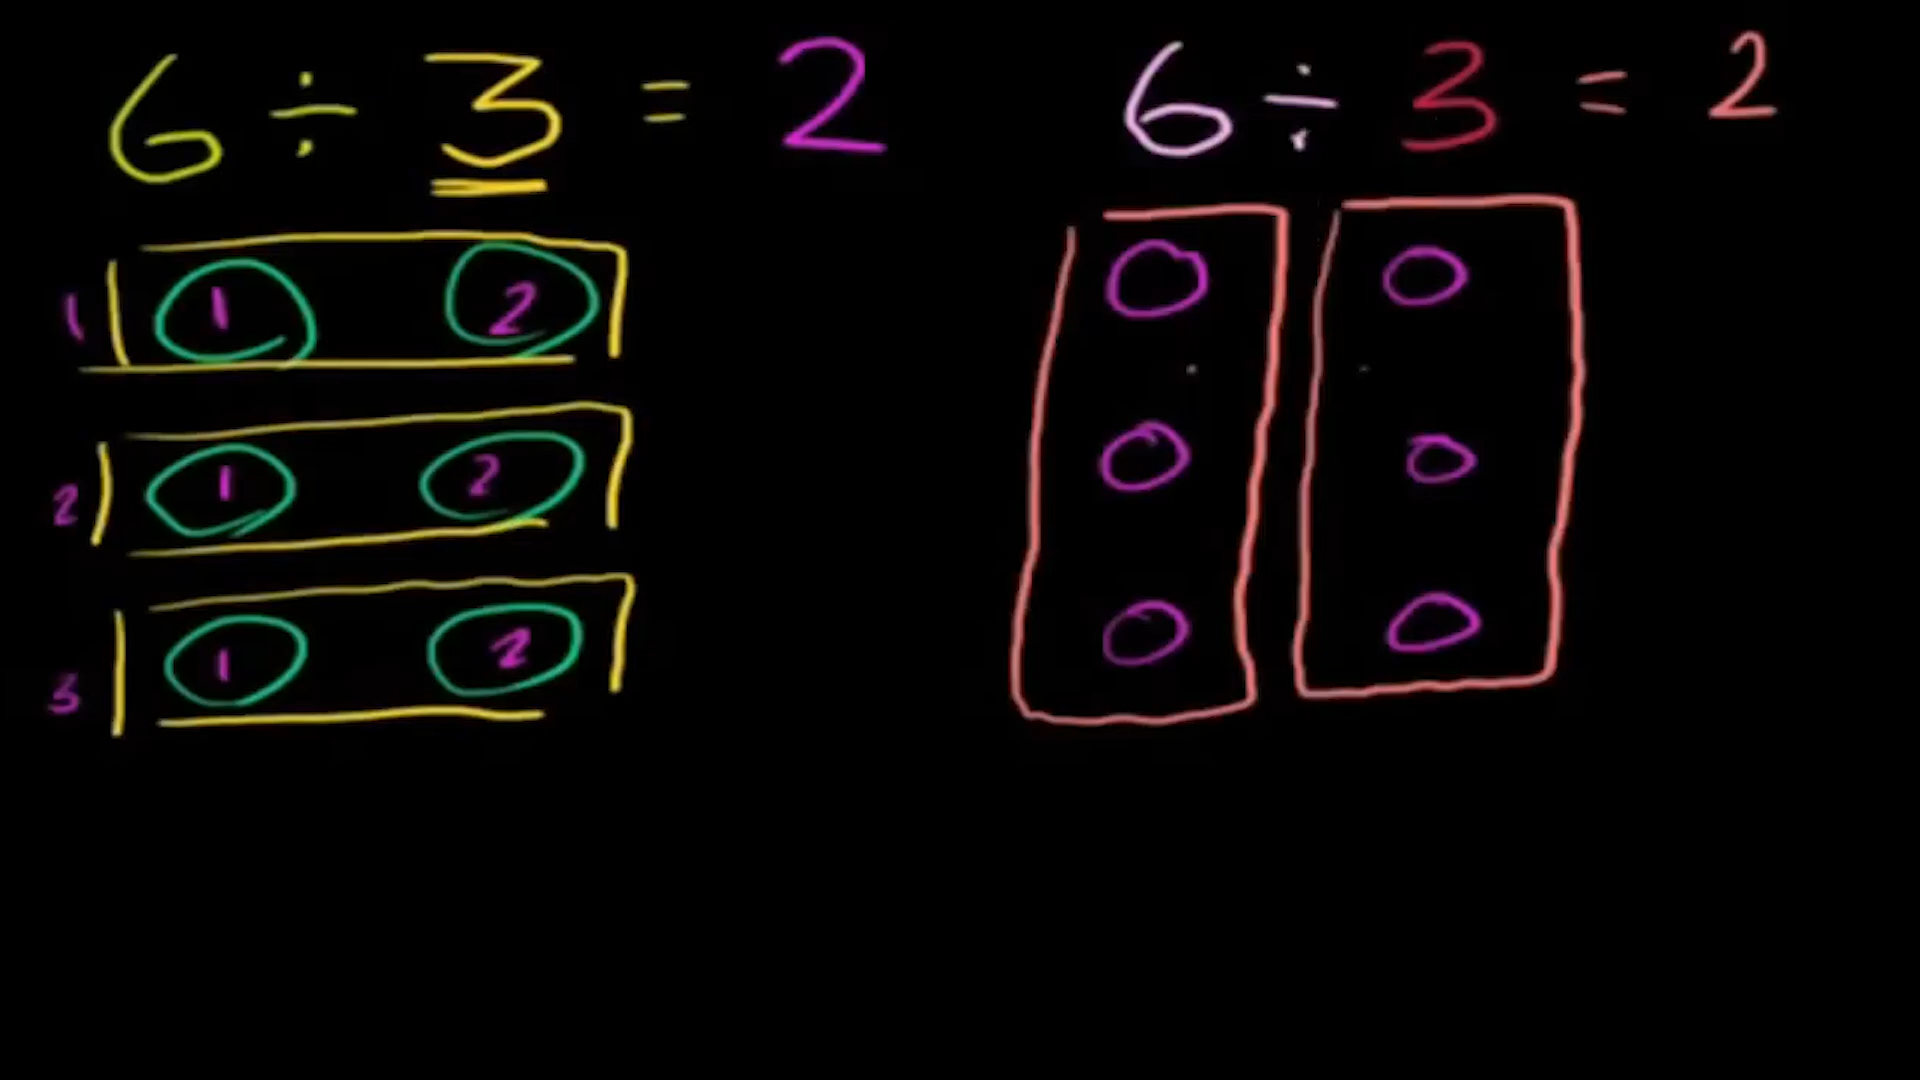 6 ÷ 3 = 2
6 ÷ 3 = 2
1 1 2
2 1 2
3 1 2